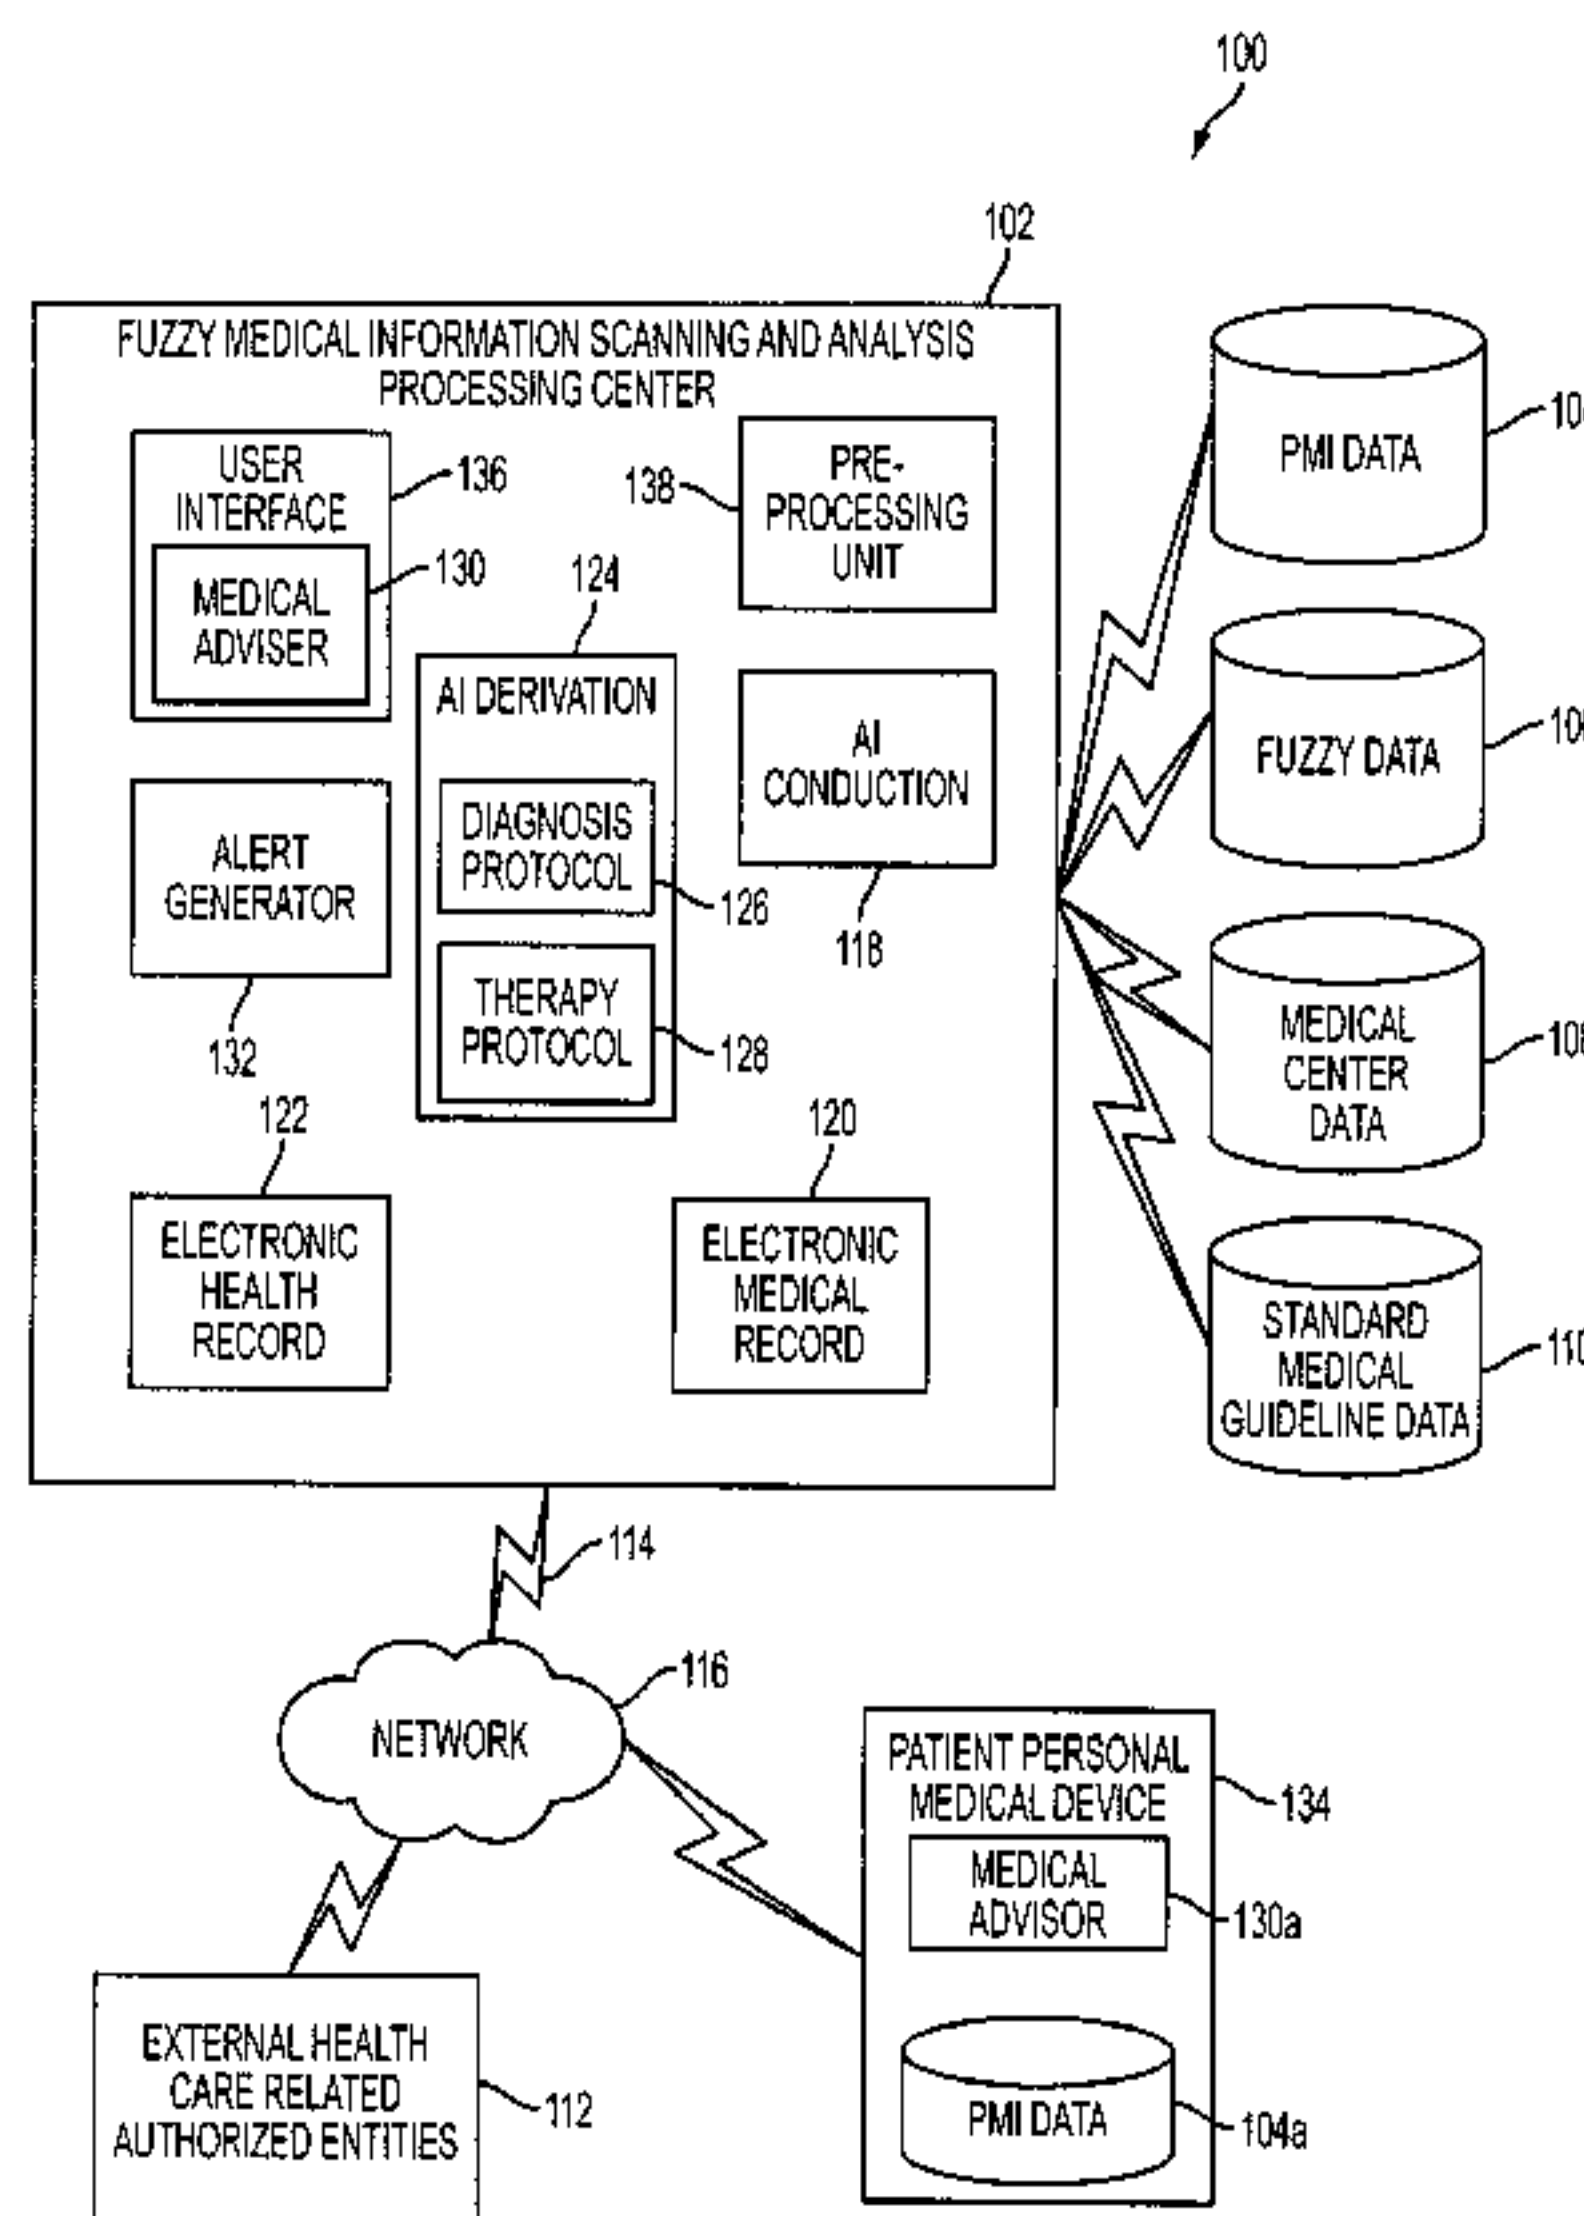 100
102
FUZZY MEDICAL INFORMATION SCANNING AND ANALYSIS
PROCESSING CENTER
USER
INTERFACE
136
MEDICAL
ADVISER
130
138
PRE-
PROCESSING
UNIT
124
AI DERIVATION
DIAGNOSIS
PROTOCOL
126
THERAPY
PROTOCOL
128
AI
CONDUCTION
118
ALERT
GENERATOR
132
122
ELECTRONIC
HEALTH
RECORD
120
ELECTRONIC
MEDICAL
RECORD
PMI DATA
FUZZY DATA
MEDICAL
CENTER
DATA
108
STANDARD
MEDICAL
GUIDELINE DATA
110
114
116
NETWORK
PATIENT PERSONAL
MEDICAL DEVICE
134
MEDICAL
ADVISOR
130a
PMI DATA
104a
EXTERNAL HEALTH
CARE RELATED
AUTHORIZED ENTITIES
112